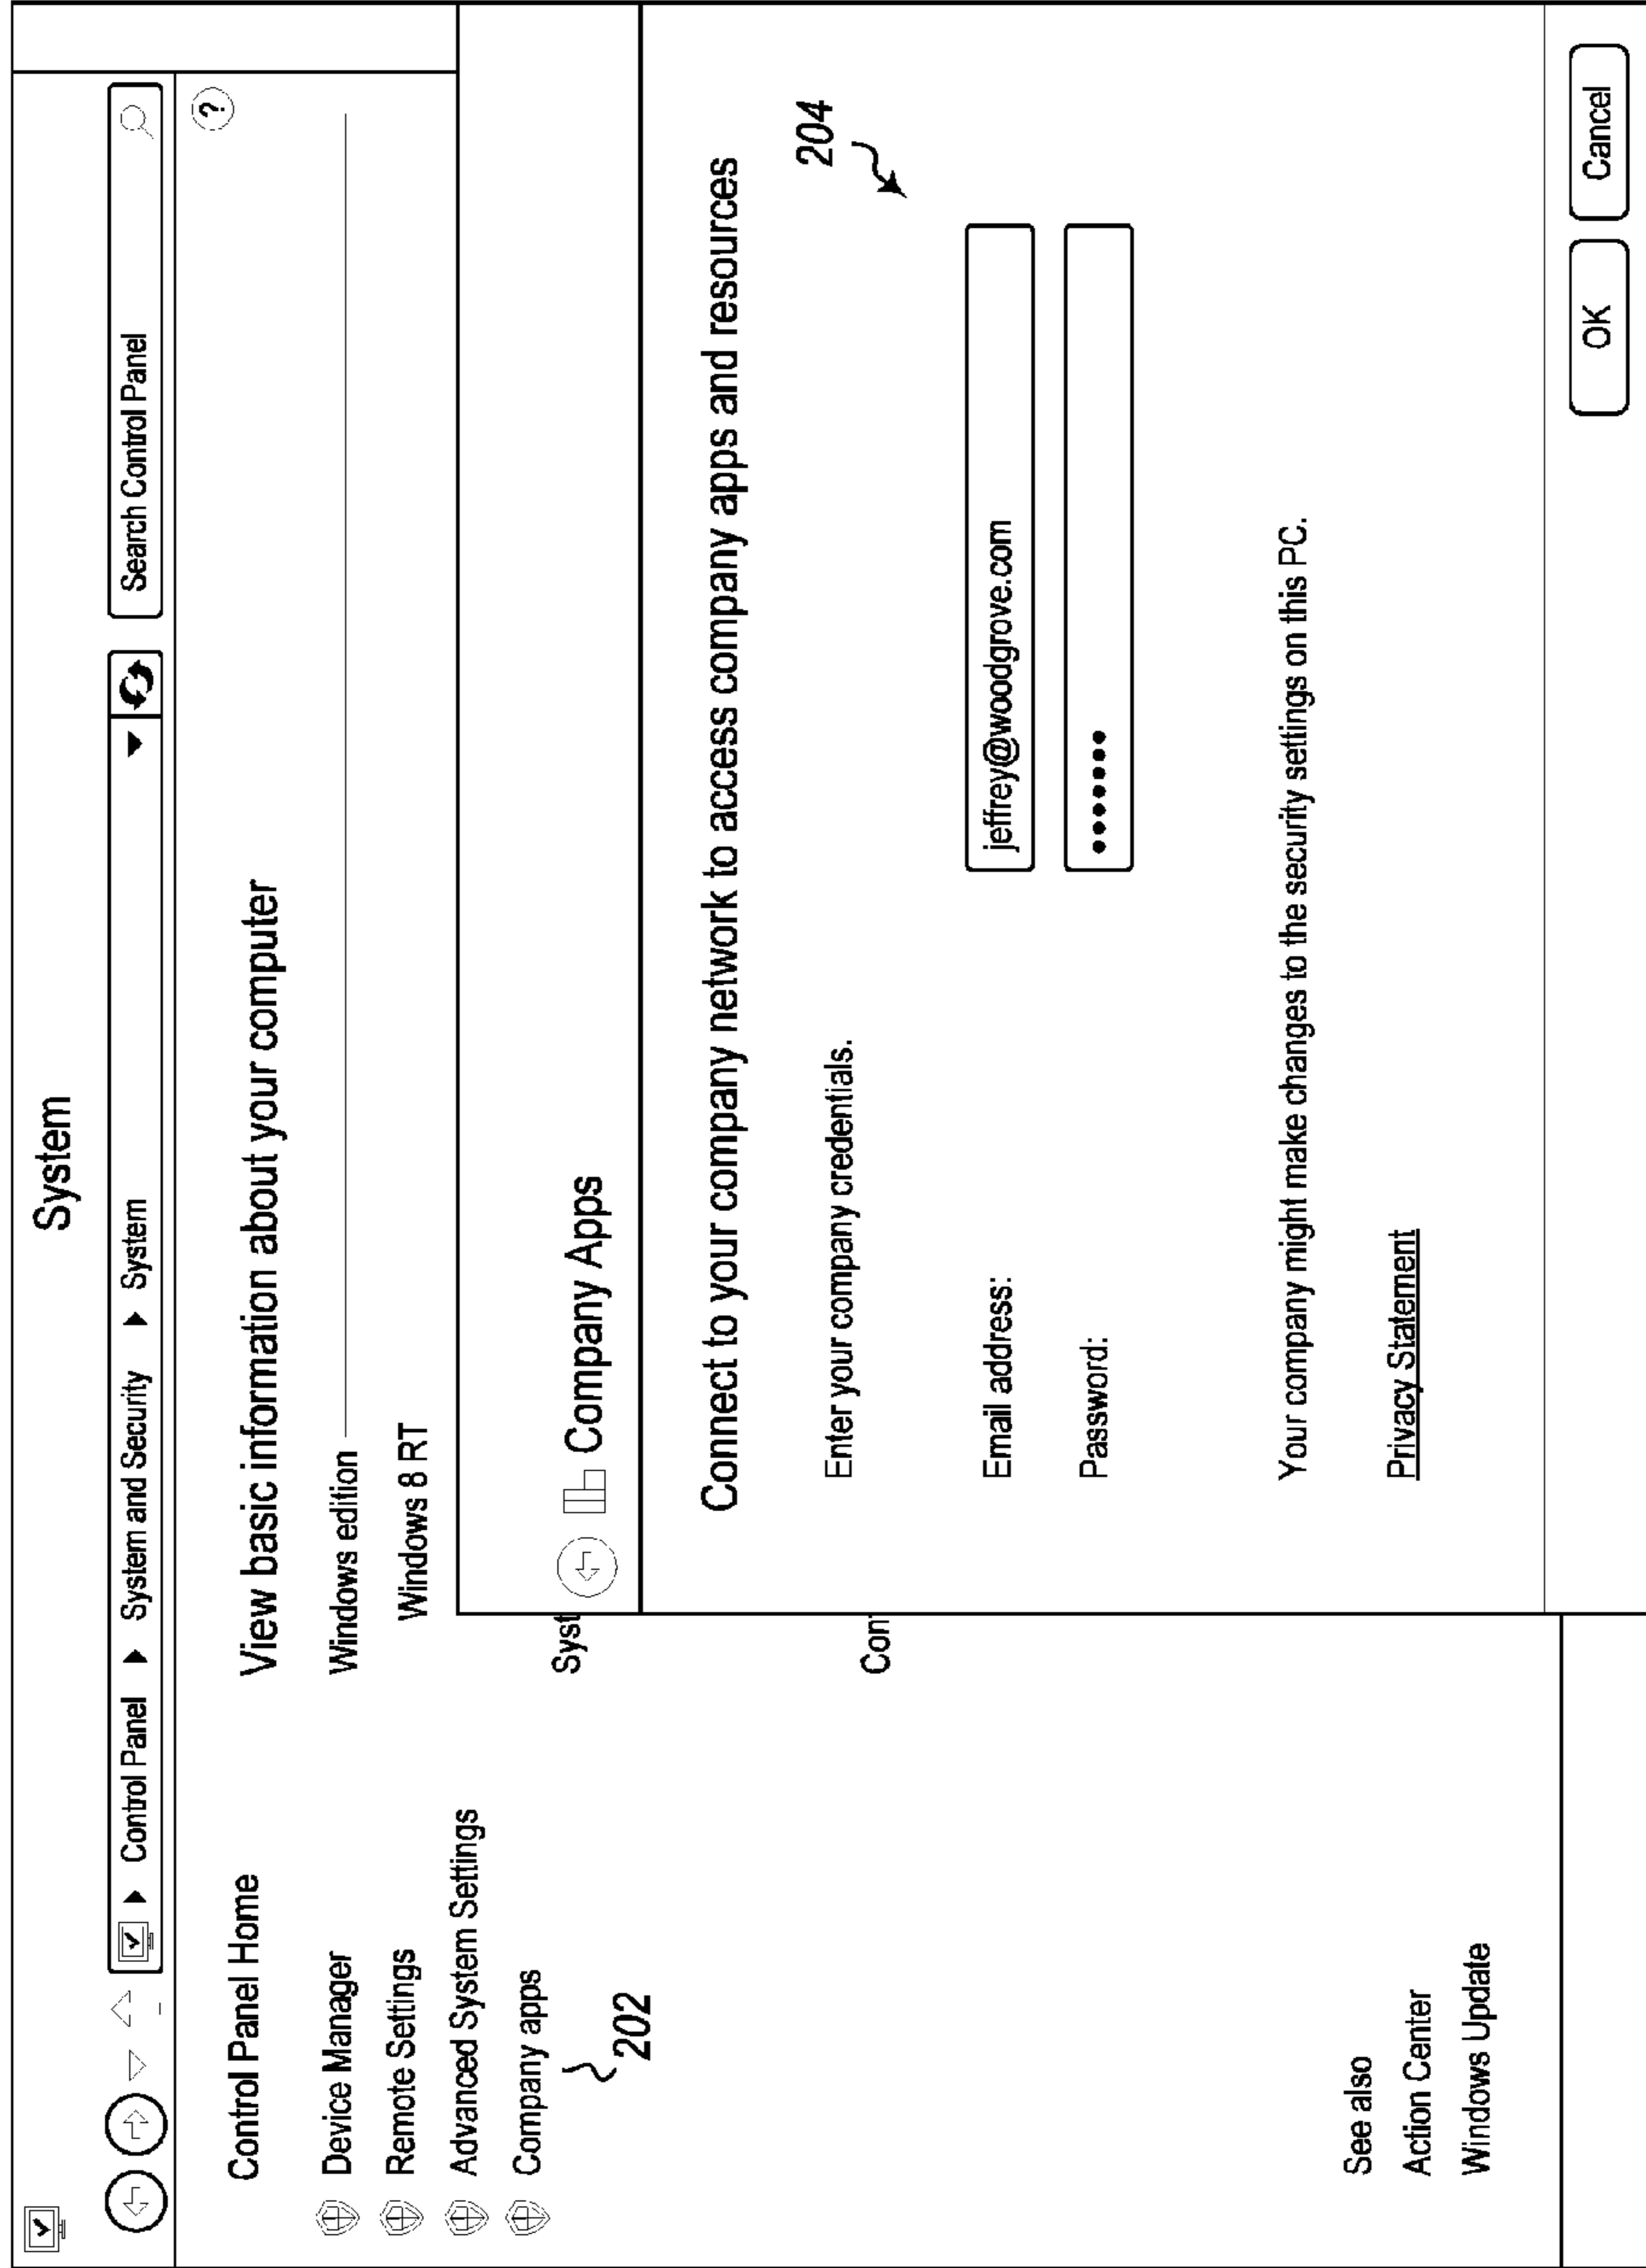 System
Control Panel System and Security System
Search Control Panel
?
Control Panel Home
Device Manager
Remote Settings
Advanced System Settings
Company apps
202
See also
Action Center
Windows Update
View basic information about your computer
Windows edition
Windows 8 RT
Syst
Con
Company Apps
Connect to your company network to access company apps and resources
204
Enter your company credentials.
Email address: jeffrey@woodgrove.com
Password: •••••••
Your company might make changes to the security settings on this PC.
Privacy Statement
OK Cancel